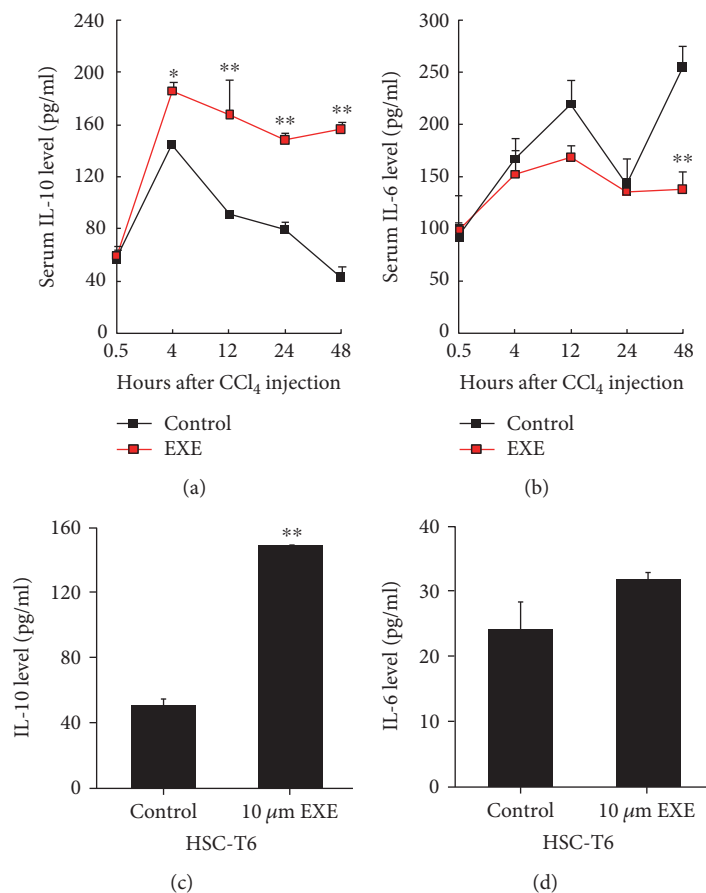 240
200
160
120
80
40
0
Serum IL-10 level (pg/ml)
*
**
**
**
0.5 4 12 24 48
Hours after CCl4 injection
Control
EXE
(a)
300
250
200
150
100
50
0
Serum IL-6 level (pg/ml)
**
0.5 4 12 24 48
Hours after CCl4 injection
Control
EXE
(b)
160
120
60
40
0
IL-10 level (pg/ml)
**
Control 10 μm EXE
HSC-T6
(c)
40
30
20
10
0
IL-6 level (pg/ml)
Control 10 μm EXE
HSC-T6
(d)